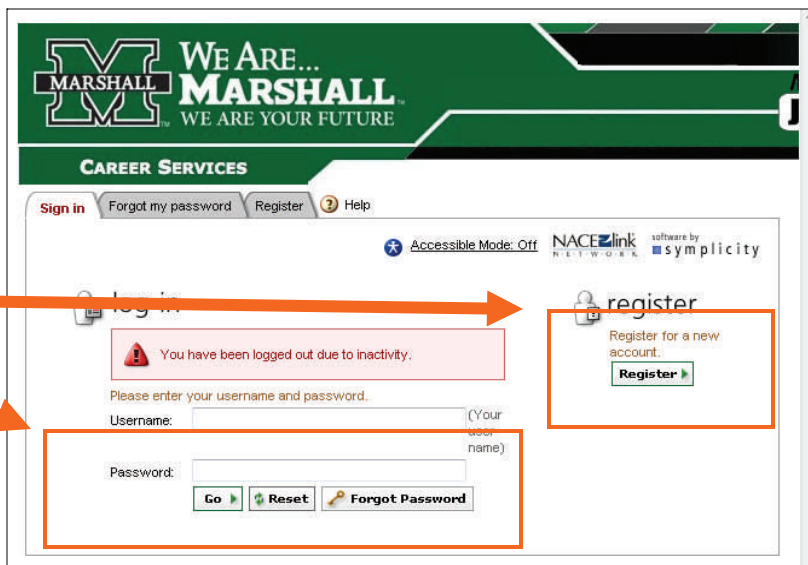 WE ARE...
MARSHALL
MARSHALL™
WE ARE YOUR FUTURE
J
CAREER SERVICES
Sign in
Forgot my password
Register
Help
Accessible Mode: Off
NACElink
NETWORK
software by
symplicity
log-in
register
You have been logged out due to inactivity.
Register for a new
account.
Register
Please enter your username and password.
Username:
(Your
user
name)
Password:
Go
Reset
Forgot Password